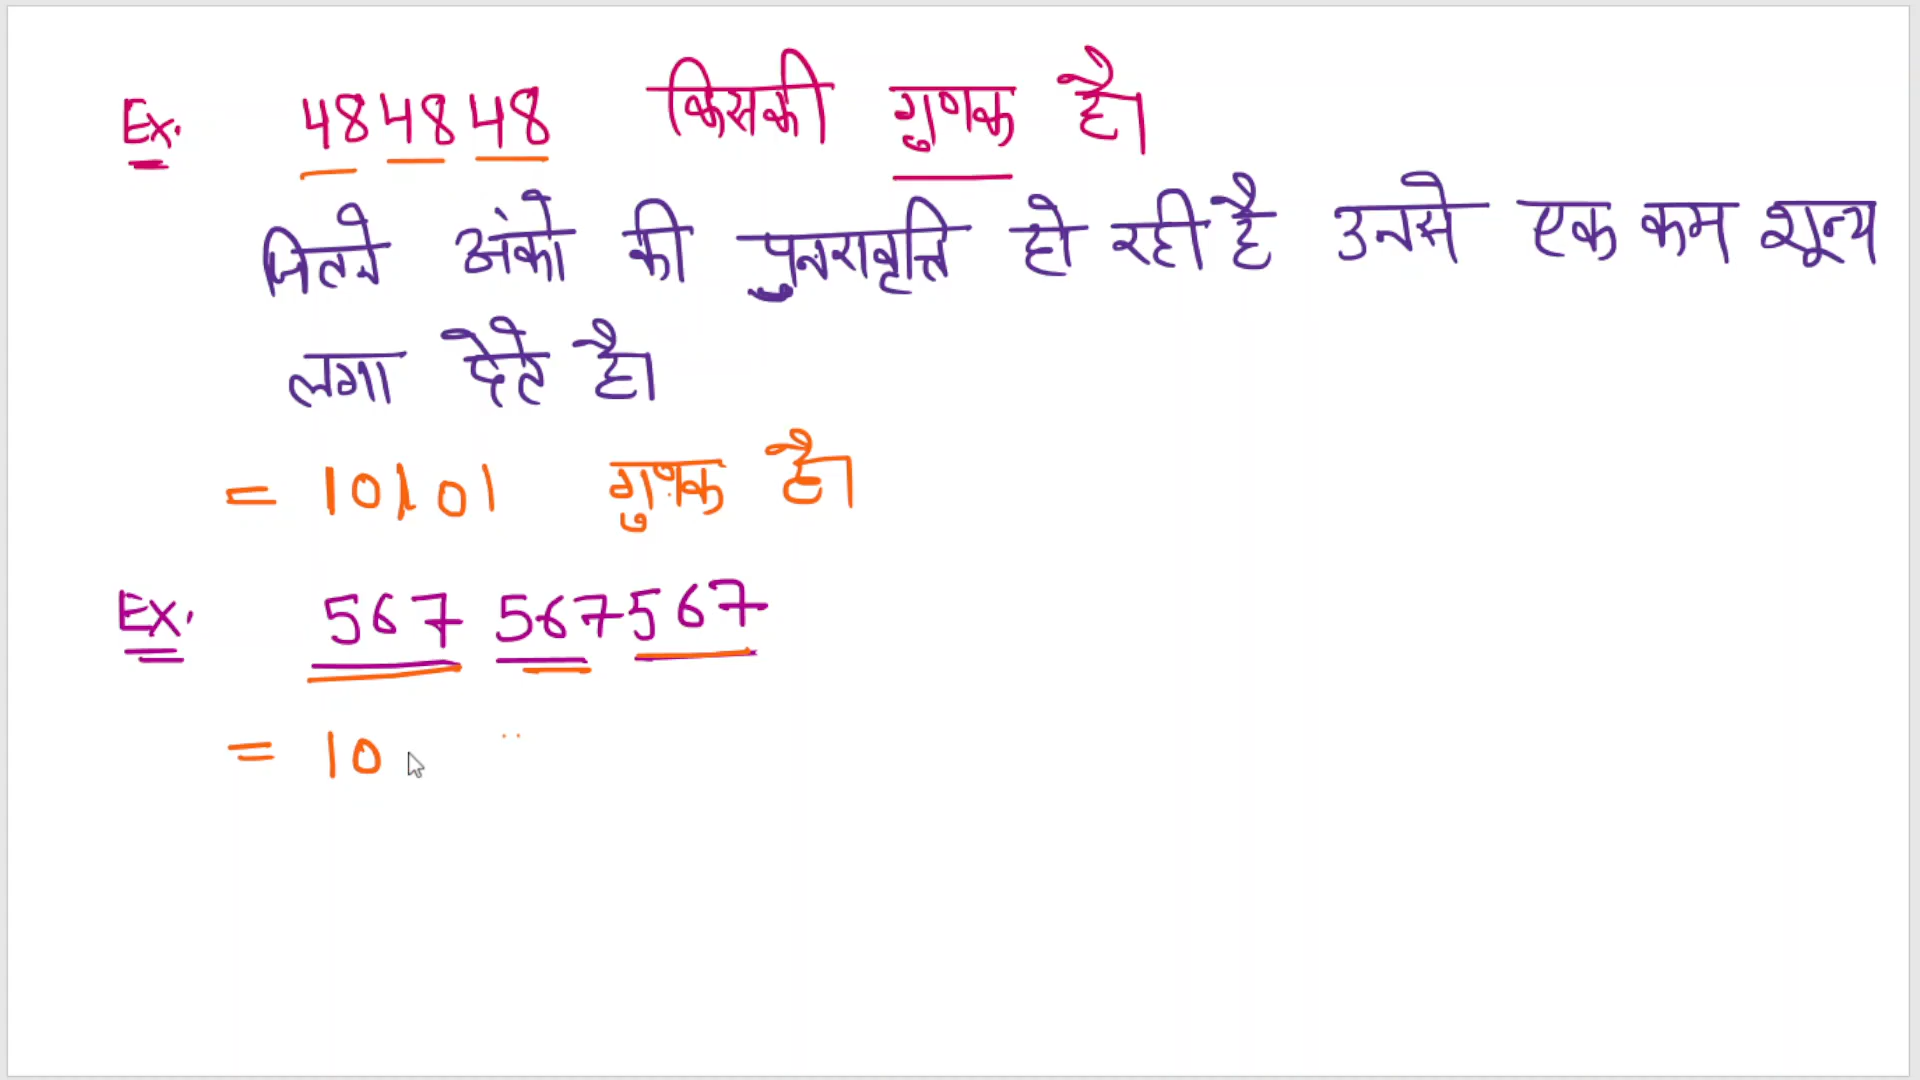 Ex. 484848 किसकी गुणक है।
जितने अंको की पुनरावृत्ति हो रही है उनसे एक कम शून्य
लगा देते है।
= 10101 गुणक है।
Ex. 567567567
= 10